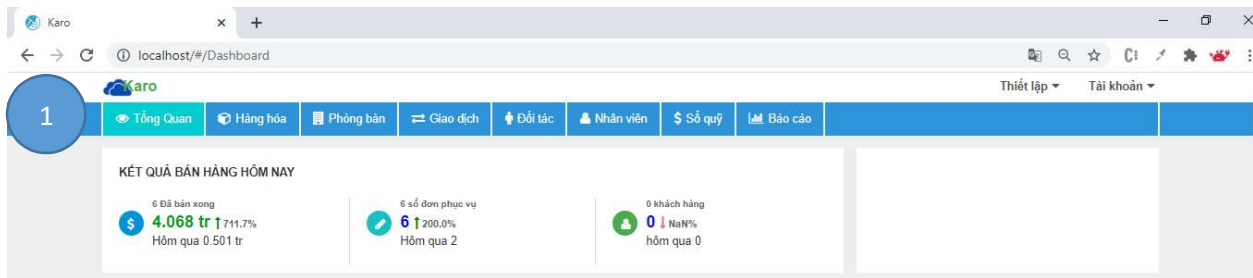 Karo
localhost/#/Dashboard
Karo
Thiết lập Tài khoản
1
Tổng Quan Hàng hóa Phòng bàn Giao dịch Đối tác Nhân viên Sổ quỹ Báo cáo
KẾT QUẢ BÁN HÀNG HÔM NAY
6 Đã bán xong
4.068 tr 711.7%
Hôm qua 0.501 tr
6 số đơn phục vụ
6 200.0%
Hôm qua 2
0 khách hàng
0 NaN%
hôm qua 0